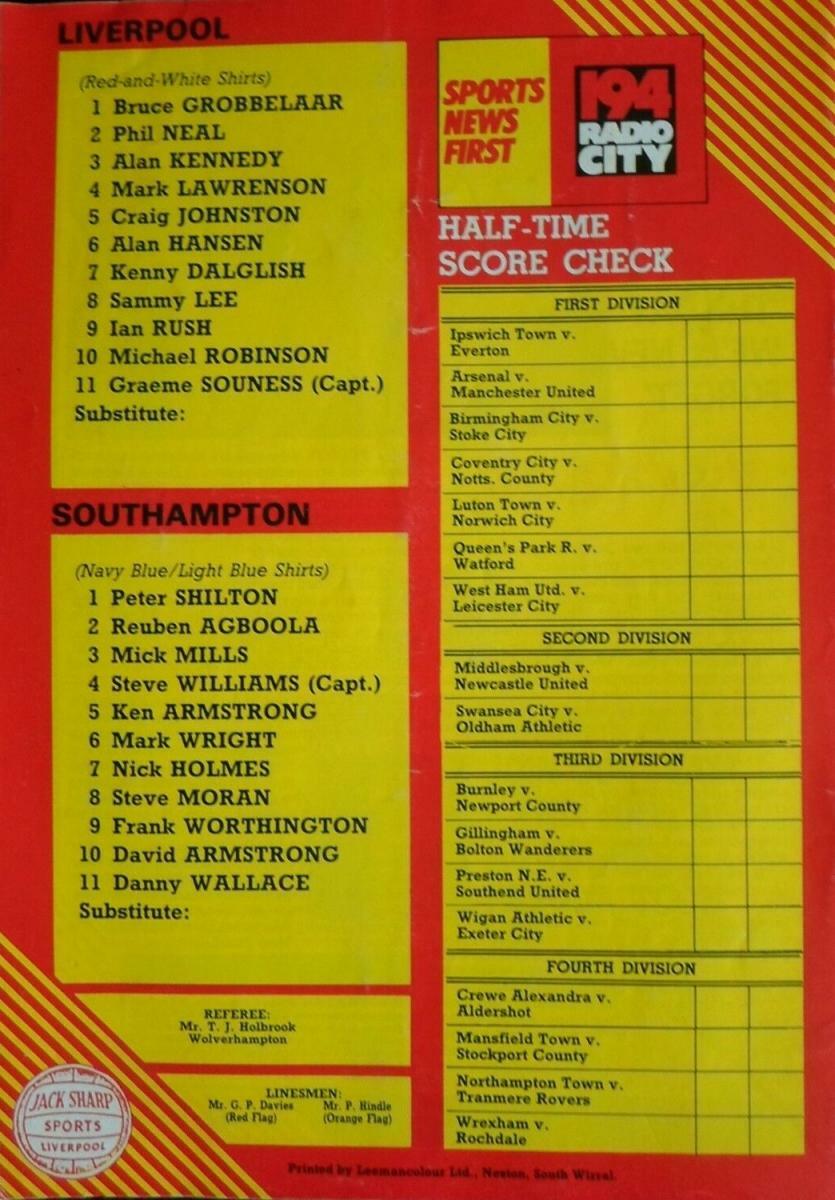 LIVERPOOL
(Red-and-White Shirts)
1 Bruce GROBBELAAR
2 Phil NEAL
3 Alan KENNEDY
4 Mark LAWRENSON
5 Craig JOHNSTON
6 Alan HANSEN
7 Kenny DALGLISH
8 Sammy LEE
9 Ian RUSH
10 Michael ROBINSON
11 Graeme SOUNESS (Capt.)
Substitute:
SOUTHAMPTON
(Navy Blue/Light Blue Shirts)
1 Peter SHILTON
2 Reuben AGBOOLA
3 Mick MILLS
4 Steve WILLIAMS (Capt.)
5 Ken ARMSTRONG
6 Mark WRIGHT
7 Nick HOLMES
8 Steve MORAN
9 Frank WORTHINGTON
10 David ARMSTRONG
11 Danny WALLACE
Substitute:
REFEREE:
Mr. T. J. Holbrook
Wolverhampton
LINESMEN:
Mr. G. P. Davies Mr. P. Hindle
(Red Flag) (Orange Flag)
JACK SHARP
SPORTS
LIVERPOOL
SPORTS
NEWS
FIRST
194
RADIO
CITY
HALF-TIME
SCORE CHECK
FIRST DIVISION
Ipswich Town v.
Everton
Arsenal v.
Manchester United
Birmingham City v.
Stoke City
Coventry City v.
Notts. County
Luton Town v.
Norwich City
Queen's Park R. v.
Watford
West Ham Utd. v.
Leicester City
SECOND DIVISION
Middlesbrough v.
Newcastle United
Swansea City v.
Oldham Athletic
THIRD DIVISION
Burnley v.
Newport County
Gillingham v.
Bolton Wanderers
Preston N.E. v.
Southend United
Wigan Athletic v.
Exeter City
FOURTH DIVISION
Crewe Alexandra v.
Aldershot
Mansfield Town v.
Stockport County
Northampton Town v.
Tranmere Rovers
Wrexham v.
Rochdale
Printed by Leemancolour Ltd., Neston, South Wirral.